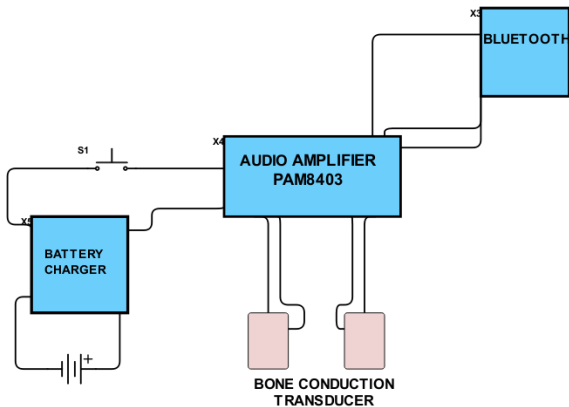 X3
BLUETOOTH
S1
X4
AUDIO AMPLIFIER
PAM8403
X5
BATTERY
CHARGER
+
BONE CONDUCTION
TRANSDUCER